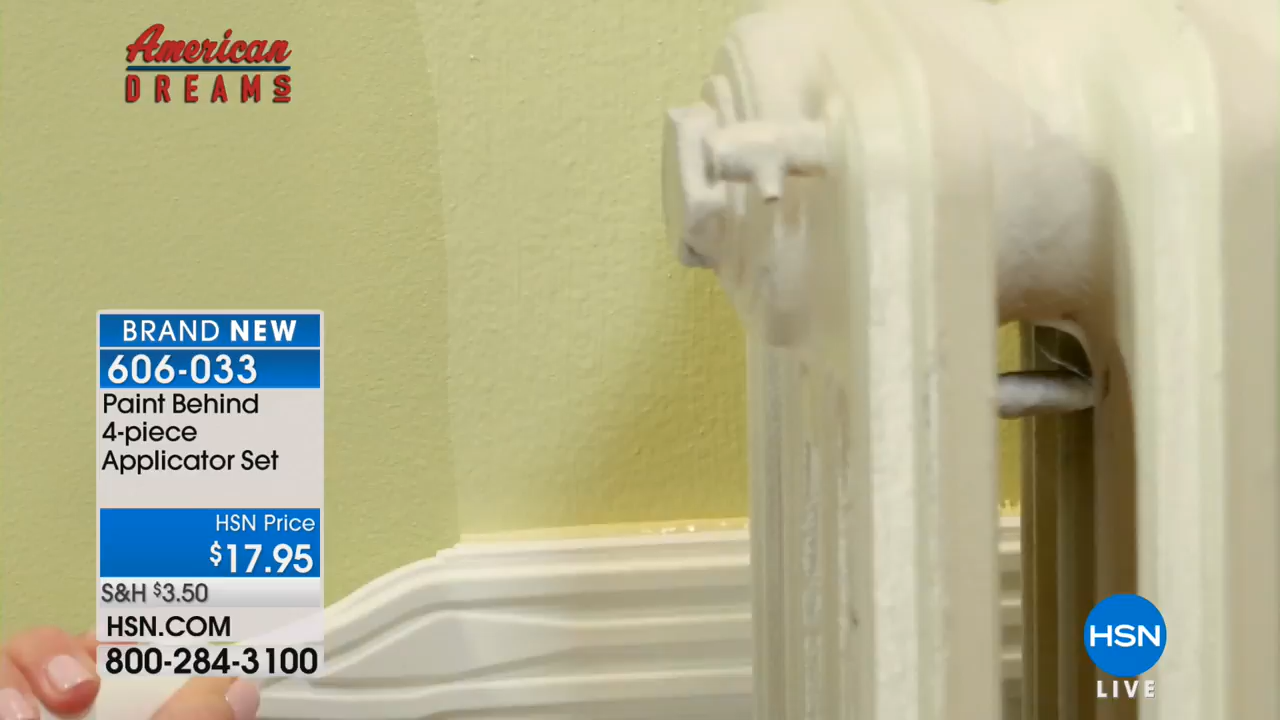 American
DREAMS
BRAND NEW
606-033
Paint Behind
4-piece
Applicator Set
HSN Price
$17.95
S&H $3.50
HSN.COM
800-284-3100
HSN
LIVE